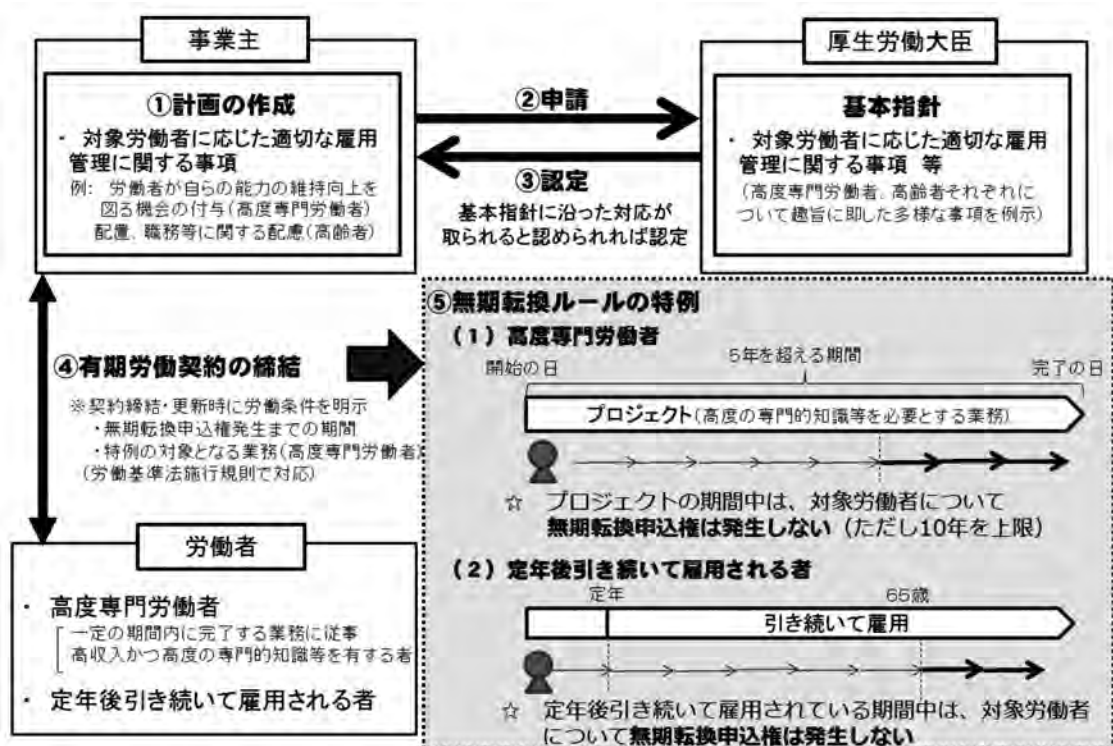 事業主
①計画の作成
・ 対象労働者に応じた適切な雇用
管理に関する事項
例: 労働者が自らの能力の維持向上を
図る機会の付与(高度専門労働者)
配置、職務等に関する配慮(高齢者)
②申請
③認定
基本指針に沿った対応が
取られると認められれば認定
厚生労働大臣
基本指針
・ 対象労働者に応じた適切な雇用
管理に関する事項 等
(高度専門労働者、高齢者それぞれに
ついて趣旨に即した多様な事項を例示)
④有期労働契約の締結
※契約締結・更新時に労働条件を明示
・無期転換申込権発生までの期間
・特例の対象となる業務(高度専門労働者)
(労働基準法施行規則で対応)
労働者
・ 高度専門労働者
一定の期間内に完了する業務に従事
高収入かつ高度の専門的知識等を有する者
・ 定年後引き続いて雇用される者
⑤無期転換ルールの特例
(1)高度専門労働者
開始の日
5年を超える期間
完了の日
プロジェクト(高度の専門的知識等を必要とする業務)
☆ プロジェクトの期間中は、対象労働者について
無期転換申込権は発生しない (ただし10年を上限)
(2)定年後引き続いて雇用される者
定年
65歳
引き続いて雇用
☆ 定年後引き続いて雇用されている期間中は、対象労働者
について無期転換申込権は発生しない